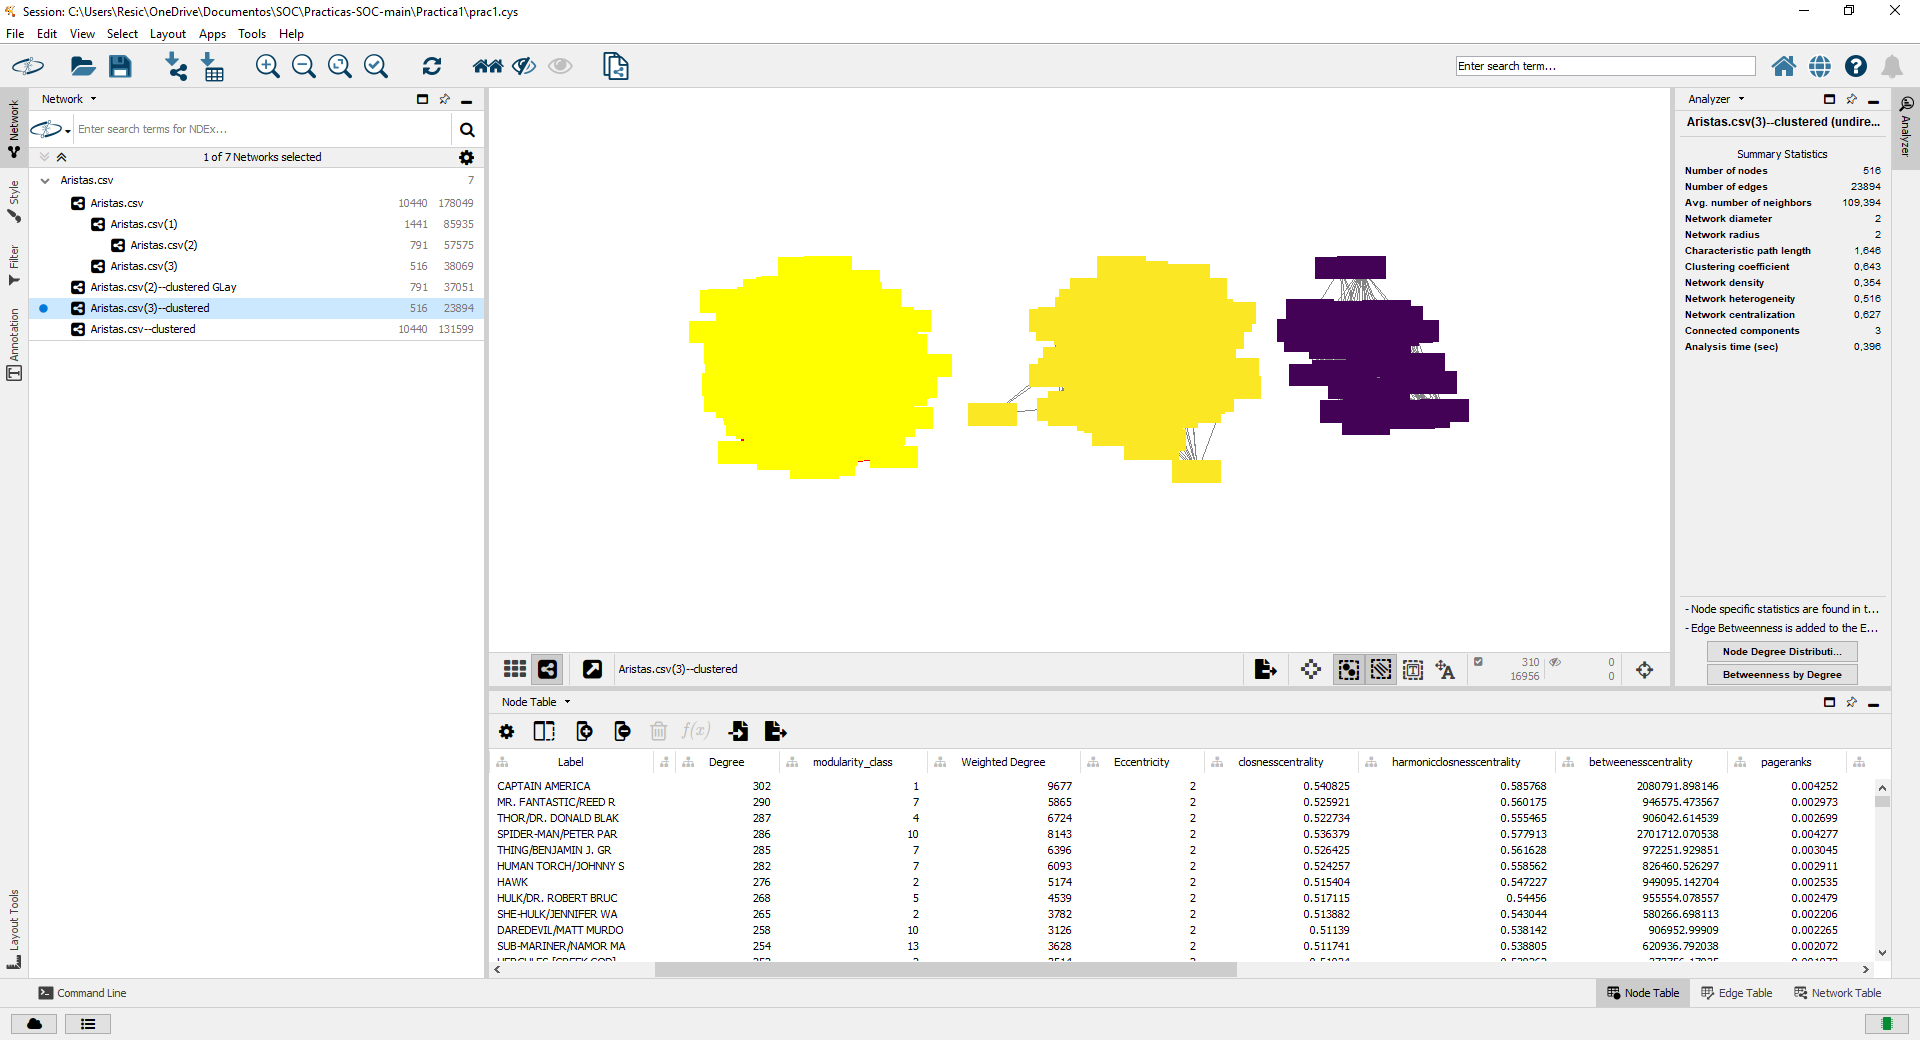 Session: C:\Users\Resic\OneDrive\Documentos\SOC\Practicas-SOC-main\Practica1\prac1.cys
File Edit View Select Layout Apps Tools Help
Enter search term...
Network
Style
Filter
Annotation
Layout Tools
Network
Enter search terms for NDEx...
1 of 7 Networks selected
Aristas.csv 7
Aristas.csv 10440 178049
Aristas.csv(1) 1441 85935
Aristas.csv(2) 791 57575
Aristas.csv(3) 516 38069
Aristas.csv(2)--clustered GLay 791 37051
Aristas.csv(3)--clustered 516 23894
Aristas.csv--clustered 10440 131599
Aristas.csv(3)--clustered
310 0
16956 0
Analyzer
Analyzer
Aristas.csv(3)--clustered (undire...
Summary Statistics
Number of nodes 516
Number of edges 23894
Avg. number of neighbors 109,394
Network diameter 2
Network radius 2
Characteristic path length 1,646
Clustering coefficient 0,643
Network density 0,354
Network heterogeneity 0,516
Network centralization 0,627
Connected components 3
Analysis time (sec) 0,396
- Node specific statistics are found in t...
- Edge Betweenness is added to the E...
Node Degree Distributi...
Betweenness by Degree
Node Table
f(x)
Label Degree modularity_class Weighted Degree Eccentricity closnesscentrality harmonicclosnesscentrality betweenesscentrality pageranks
CAPTAIN AMERICA 302 1 9677 2 0.540825 0.585768 2080791.898146 0.004252
MR. FANTASTIC/REED R 290 7 5865 2 0.525921 0.560175 946575.473567 0.002973
THOR/DR. DONALD BLAK 287 4 6724 2 0.522734 0.555465 906042.614539 0.002699
SPIDER-MAN/PETER PAR 286 10 8143 2 0.536379 0.577913 2701712.070538 0.004277
THING/BENJAMIN J. GR 285 7 6396 2 0.526425 0.561628 972251.929851 0.003045
HUMAN TORCH/JOHNNY S 282 7 6093 2 0.524257 0.558562 826460.526297 0.002911
HAWK 276 2 5174 2 0.515404 0.547227 949095.142704 0.002535
HULK/DR. ROBERT BRUC 268 5 4539 2 0.517115 0.54456 955554.078557 0.002479
SHE-HULK/JENNIFER WA 265 2 3782 2 0.513882 0.543044 580266.698113 0.002206
DAREDEVIL/MATT MURDO 258 10 3126 2 0.51139 0.538142 906952.99909 0.002265
SUB-MARINER/NAMOR MA 254 13 3628 2 0.511741 0.538805 620936.792038 0.002072
Command Line
Node Table Edge Table Network Table